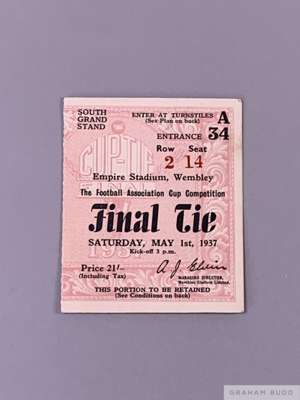 SOUTH
GRAND
STAND
ENTER AT TURNSTILES
(See Plan on back)
A
ENTRANCE 34
Row Seat
2 14
CUP-TIE
Empire Stadium, Wembley
The Football Association Cup Competition
Final Tie
SATURDAY, MAY 1st, 1937
Kick-off 3 p.m.
Price 21/-
(Including Tax)
A. J. Elvin
MANAGING DIRECTOR,
Wembley Stadium Limited.
THIS PORTION TO BE RETAINED
(See Conditions on back)
GRAHAM BUDD